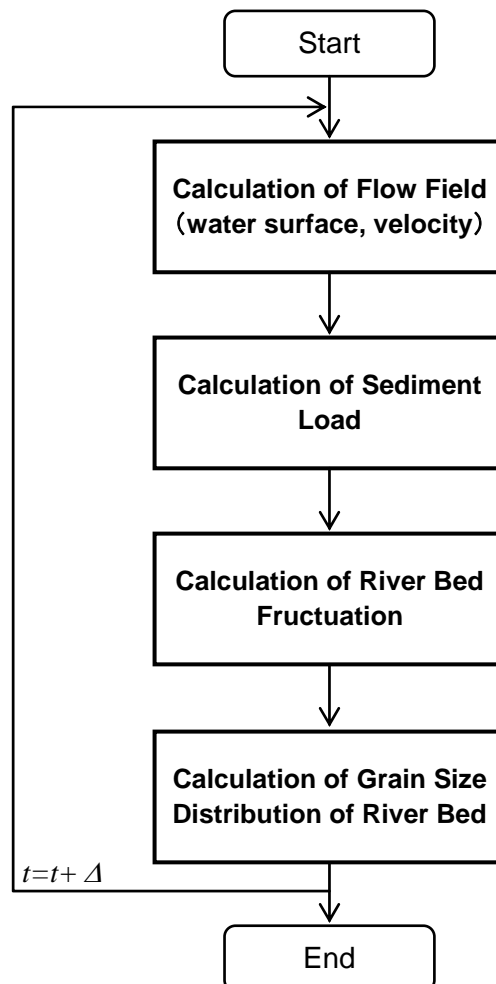 Start
Calculation of Flow Field
（water surface, velocity）
Calculation of Sediment
Load
Calculation of River Bed
Fructuation
Calculation of Grain Size
Distribution of River Bed
t=t+ Δ
End